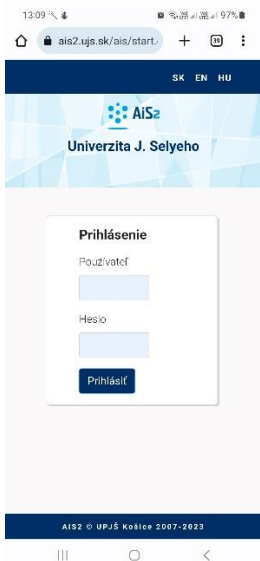 13:09 97%
ais2.ujs.sk/ais/start. 39
SK EN HU
AiS2
Univerzita J. Selyeho
Prihlásenie
Používateľ
Heslo
Prihlásiť
AIS2 © UPJŠ Košice 2007-2023